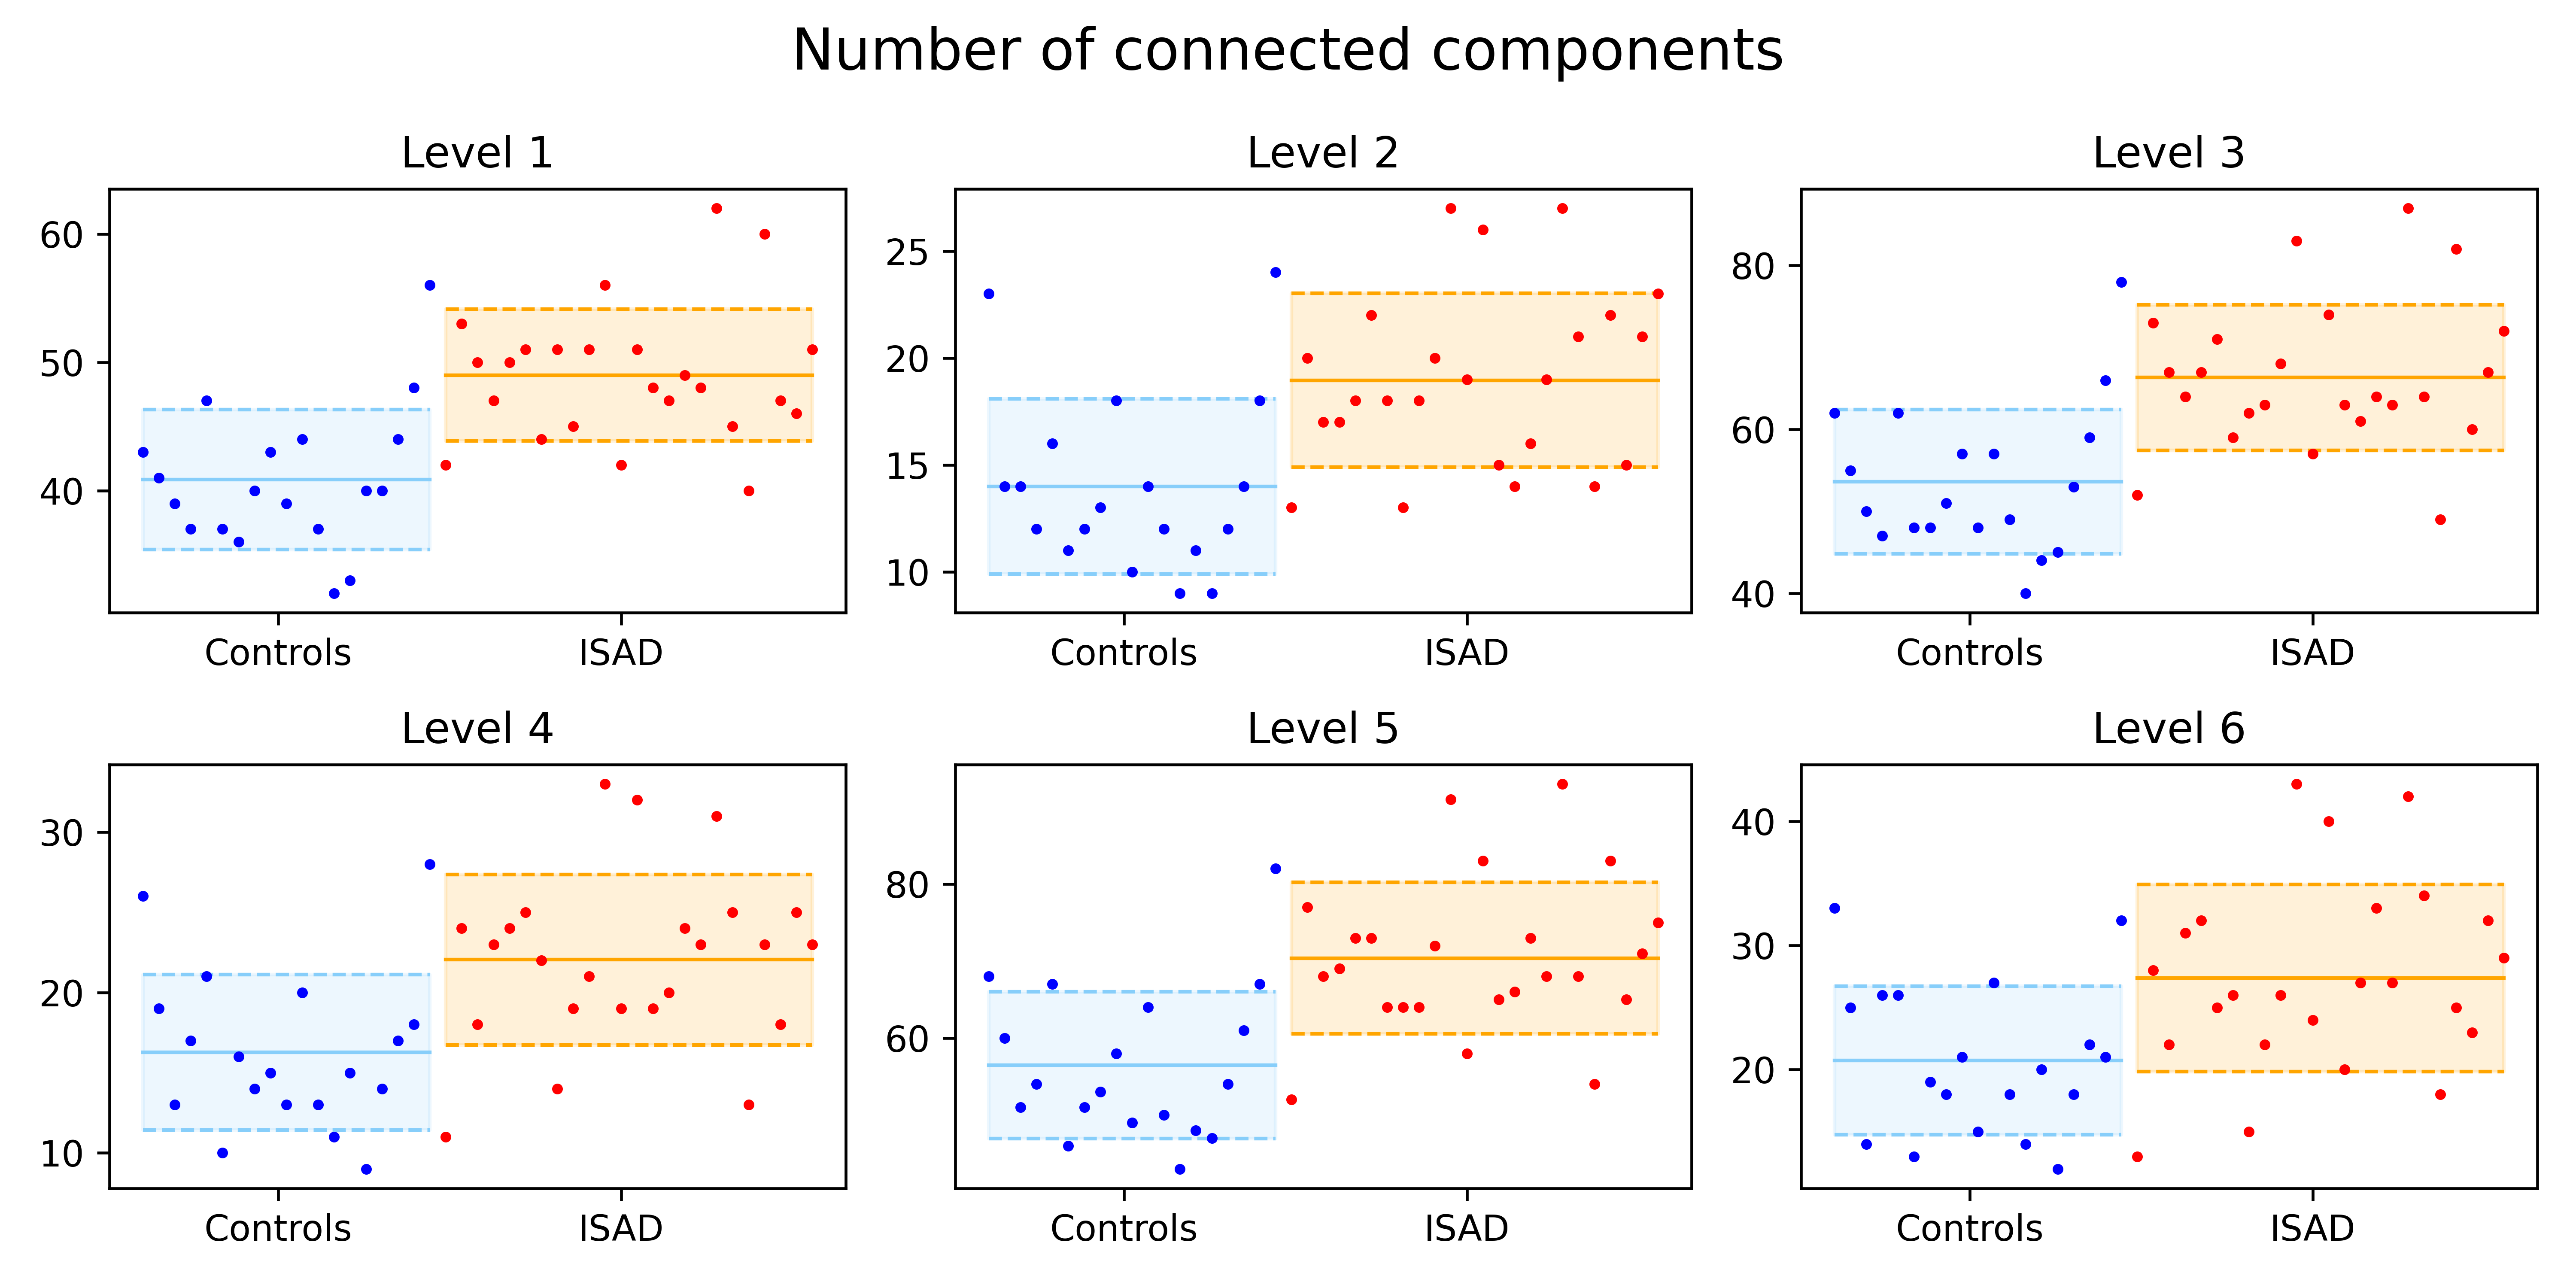 Number of connected components
Level 1
Level 2
Level 3
60
50
40
25
20
15
10
80
60
40
Controls
ISAD
Controls
ISAD
Controls
ISAD
Level 4
Level 5
Level 6
30
20
10
80
60
40
30
20
Controls
ISAD
Controls
ISAD
Controls
ISAD